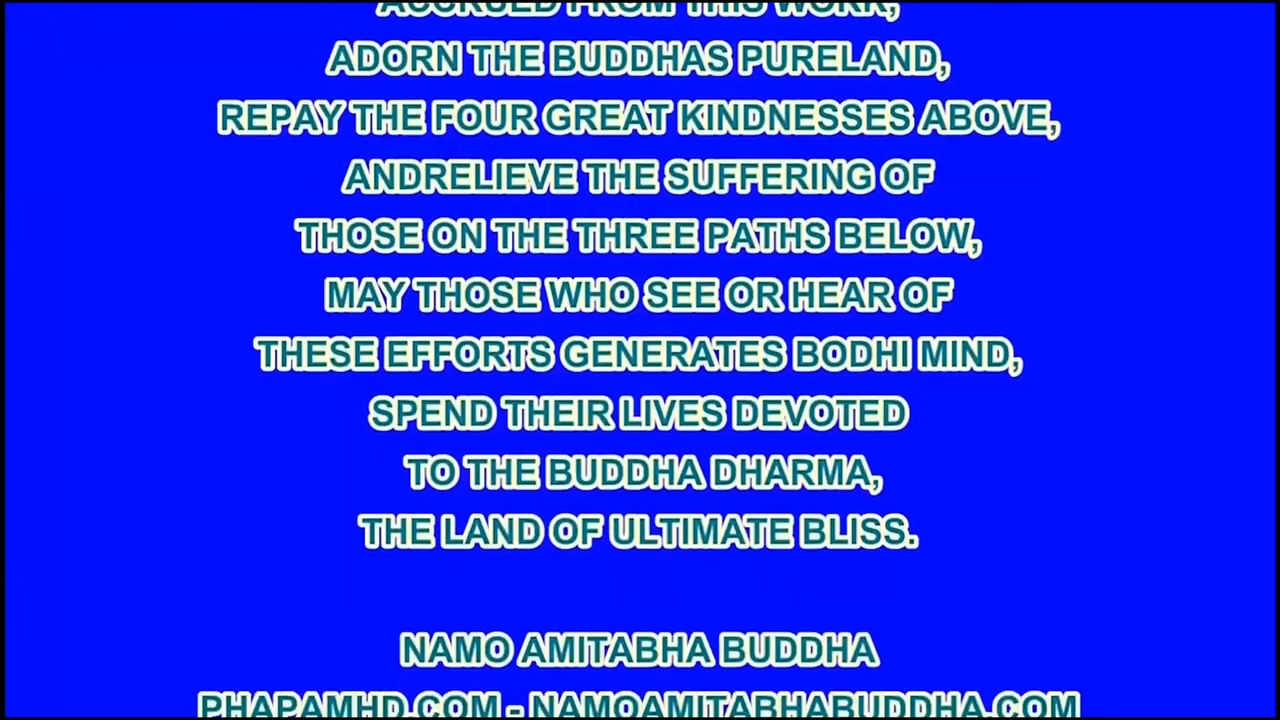 ACCRUED FROM THIS WORK,
ADORN THE BUDDHAS PURELAND,
REPAY THE FOUR GREAT KINDNESSES ABOVE,
ANDRELIEVE THE SUFFERING OF
THOSE ON THE THREE PATHS BELOW,
MAY THOSE WHO SEE OR HEAR OF
THESE EFFORTS GENERATES BODHI MIND,
SPEND THEIR LIVES DEVOTED
TO THE BUDDHA DHARMA,
THE LAND OF ULTIMATE BLISS.
NAMO AMITABHA BUDDHA
PHAPAMHD.COM - NAMOAMITABHABUDDHA.COM